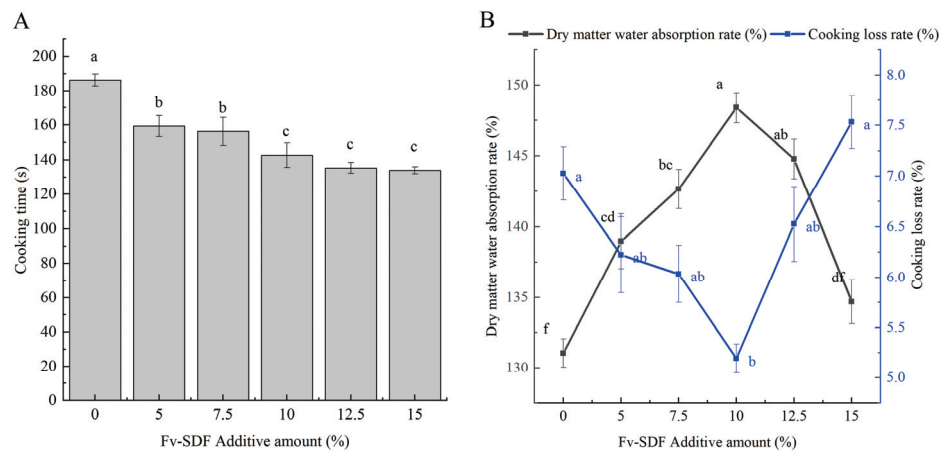 A
Cooking time (s)
200
180
160
140
120
100
80
60
40
20
0
a
b
b
c
c
c
0 5 7.5 10 12.5 15
Fv-SDF Additive amount (%)
B
Dry matter water absorption rate (%) Cooking loss rate (%)
Dry matter water absorption rate (%)
150
145
140
135
130
f
cd
bc
a
ab
df
a
ab
ab
b
ab
a
8.0
7.5
7.0
6.5
6.0
5.5
5.0
Cooking loss rate (%)
0 5 7.5 10 12.5 15
Fv-SDF Additive amount (%)